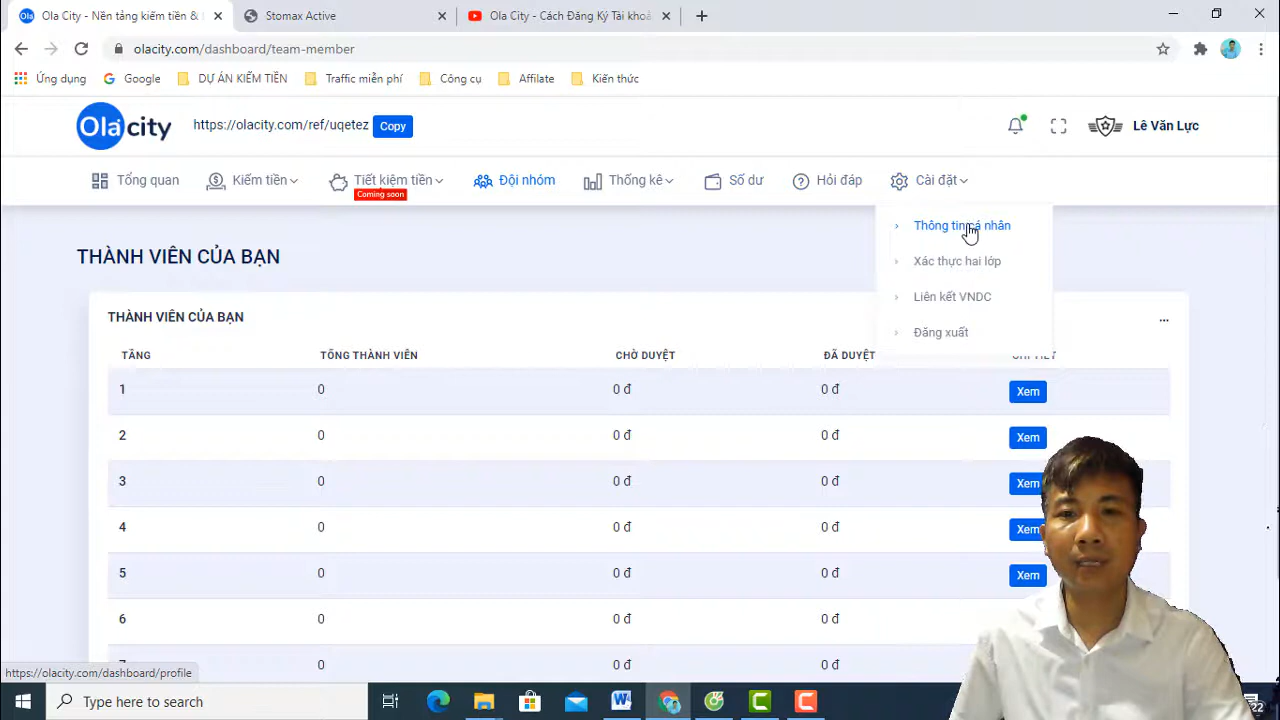 Ola City - Nền tảng kiếm tiền &
Stomax Active
Ola City - Cách Đăng Ký Tài khoả
olacity.com/dashboard/team-member
Ứng dụng
Google
DỰ ÁN KIẾM TIỀN
Traffic miễn phí
Công cụ
Affilate
Kiến thức
Ola city
https://olacity.com/ref/uqetez
Copy
Lê Văn Lực
Tổng quan
Kiếm tiền
Tiết kiệm tiền
Coming soon
Đội nhóm
Thống kê
Số dư
Hỏi đáp
Cài đặt
Thông tin cá nhân
Xác thực hai lớp
Liên kết VNDC
Đăng xuất
THÀNH VIÊN CỦA BẠN
THÀNH VIÊN CỦA BẠN
...
TẦNG TỔNG THÀNH VIÊN CHỜ DUYỆT ĐÃ DUYỆT
1 0 0 đ 0 đ Xem
2 0 0 đ 0 đ Xem
3 0 0 đ 0 đ Xem
4 0 0 đ 0 đ Xem
5 0 0 đ 0 đ Xem
6 0 0 đ 0 đ
7 0 0 đ 0 đ
https://olacity.com/dashboard/profile
Type here to search
22